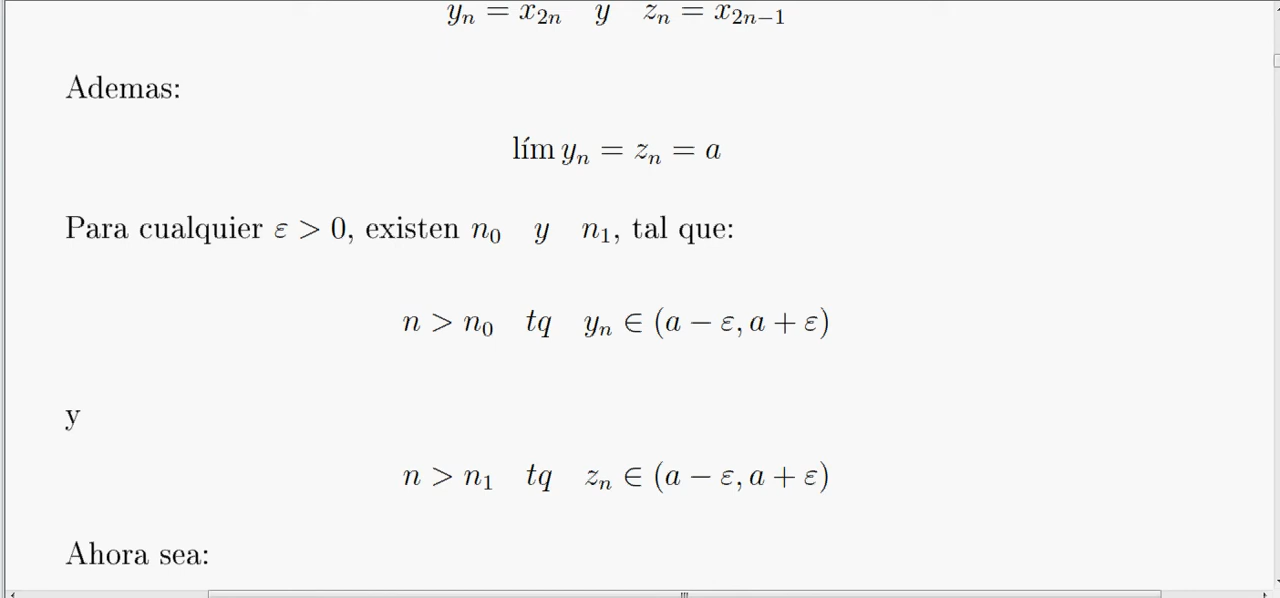 yₙ = x₂ₙ y zₙ = x₂ₙ₋₁
Ademas:
lím yₙ = zₙ = a
Para cualquier ε > 0, existen n₀ y n₁, tal que:
n > n₀ tq yₙ ∈ (a − ε, a + ε)
y
n > n₁ tq zₙ ∈ (a − ε, a + ε)
Ahora sea: